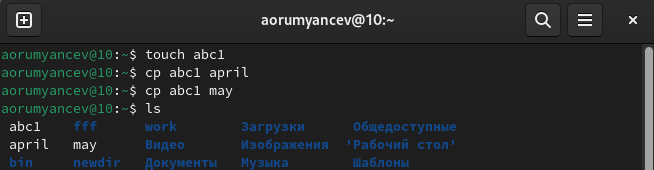 aorumyancev@10:~
aorumyancev@10:~$ touch abc1
aorumyancev@10:~$ cp abc1 april
aorumyancev@10:~$ cp abc1 may
aorumyancev@10:~$ ls
abc1 fff work Загрузки Общедоступные
april may Видео Изображения 'Рабочий стол'
bin newdir Документы Музыка Шаблоны